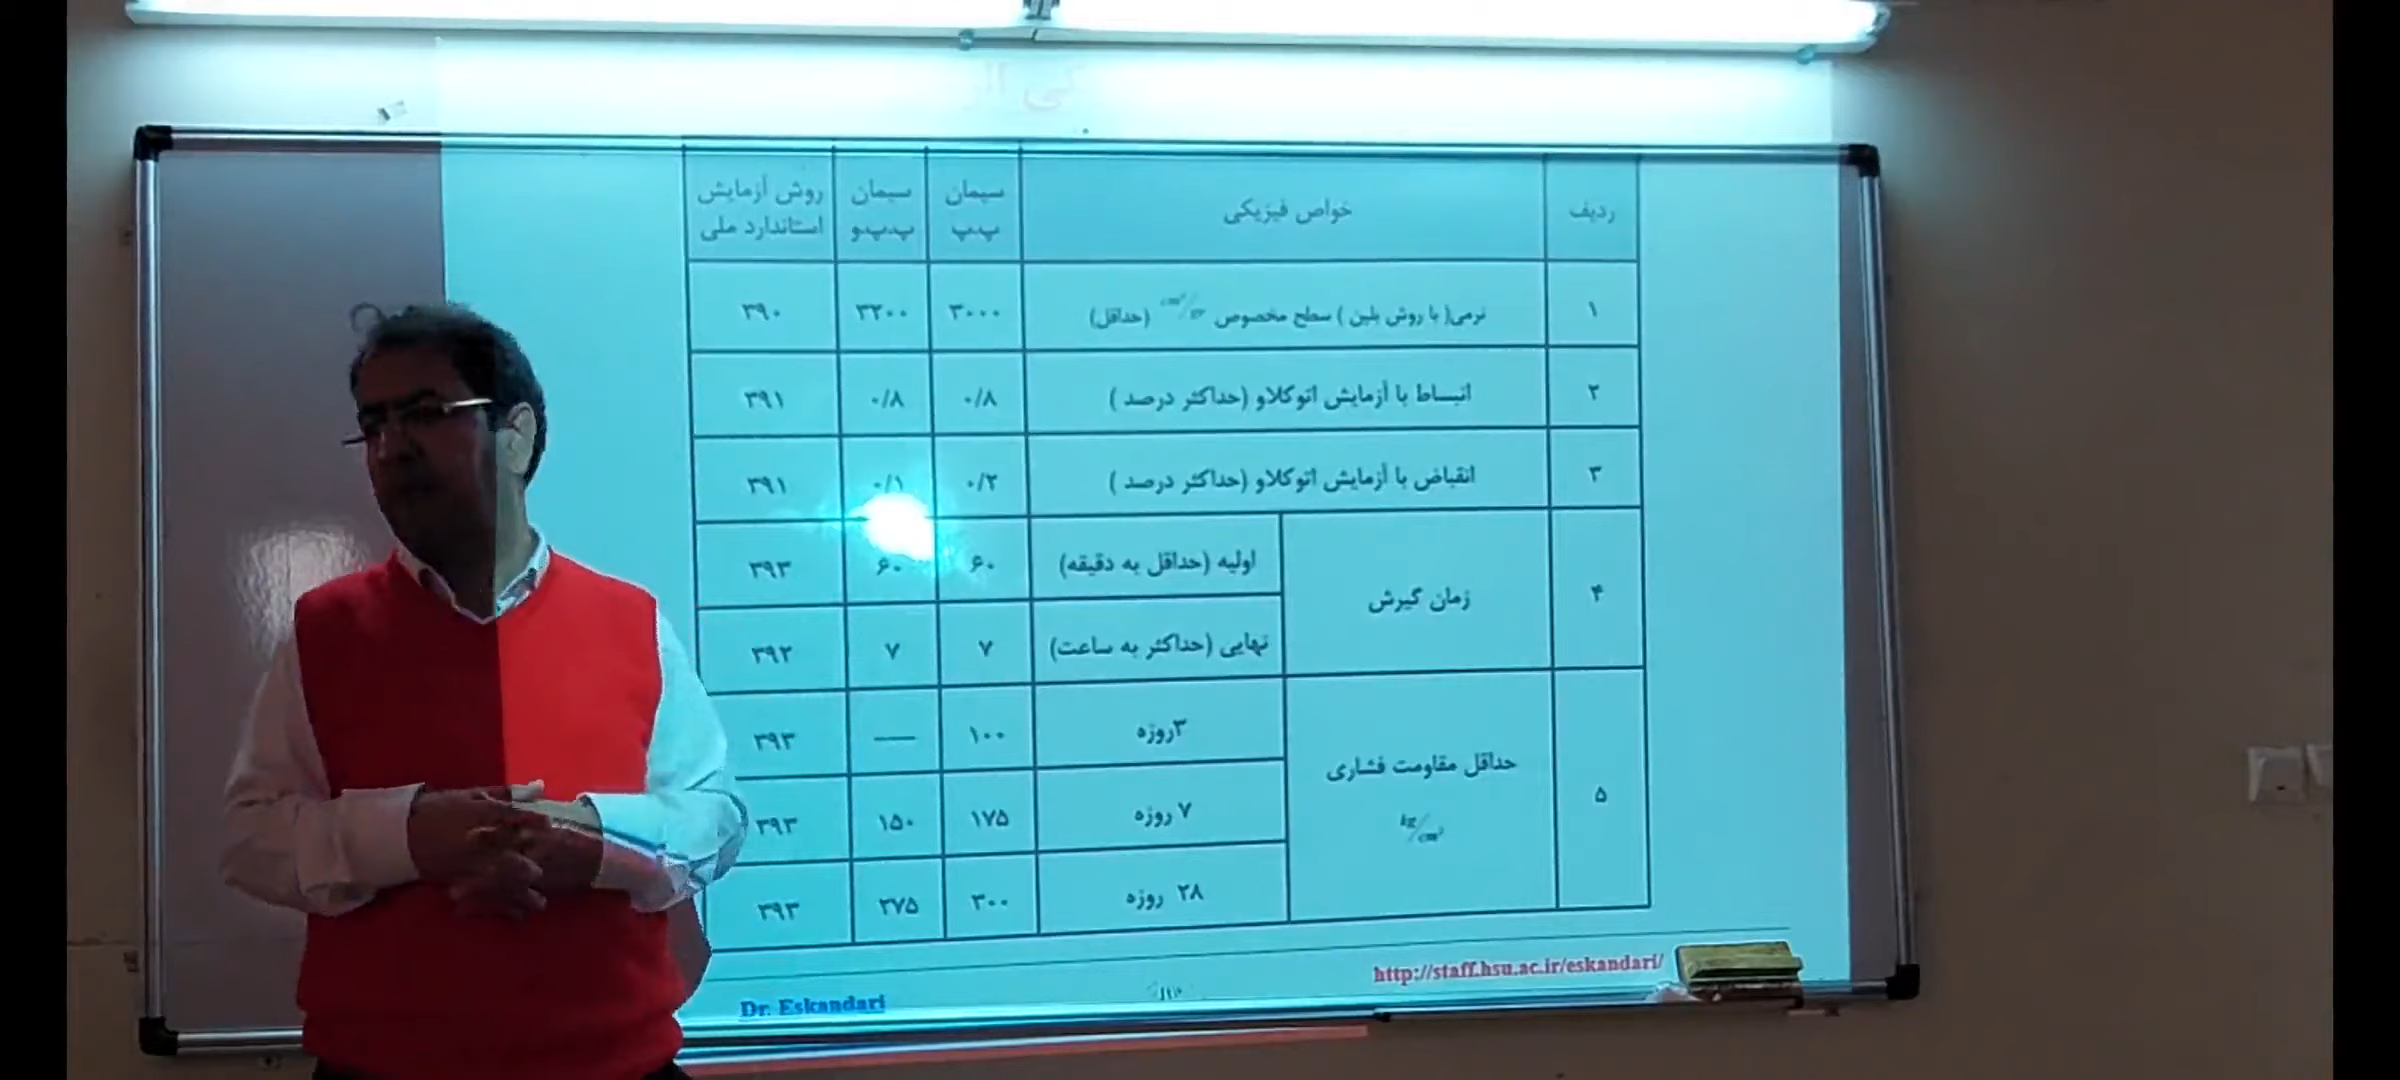 ردیف خواص فیزیکی سیمان پ.پ سیمان پ.پ.و روش آزمایش استاندارد ملی
۱ نرمی( با روش بلین ) سطح مخصوص cm²/gr (حداقل) ۳۰۰۰ ۳۲۰۰ ۳۹۰
۲ انبساط با آزمایش اتوکلاو (حداکثر درصد ) ۰/۸ ۰/۸ ۳۹۱
۳ انقباض با آزمایش اتوکلاو (حداکثر درصد ) ۰/۲ ۰/۱ ۳۹۱
۴ زمان گیرش اولیه (حداقل به دقیقه) ۶۰ ۶۰ ۳۹۳
نهایی (حداکثر به ساعت) ۷ ۷ ۳۹۲
۵ حداقل مقاومت فشاری kg/cm² ۳روزه ۱۰۰ — ۳۹۳
۷ روزه ۱۷۵ ۱۵۰ ۳۹۳
۲۸ روزه ۳۰۰ ۲۷۵ ۳۹۳
http://staff.hsu.ac.ir/eskandari/
Dr. Eskandari